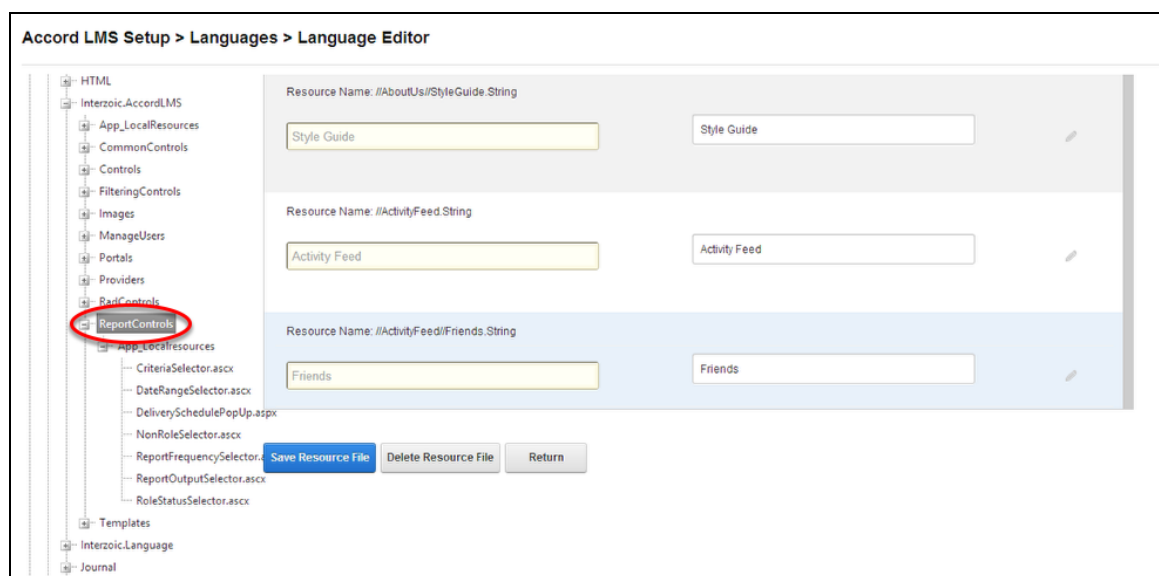 Accord LMS Setup > Languages > Language Editor
HTML
Interzoic.AccordLMS
App_LocalResources
CommonControls
Controls
FilteringControls
Images
ManageUsers
Portals
Providers
RadControls
ReportControls
App_Localresources
CriteriaSelector.ascx
DateRangeSelector.ascx
DeliverySchedulePopUp.aspx
NonRoleSelector.ascx
ReportFrequencySelector.a
ReportOutputSelector.ascx
RoleStatusSelector.ascx
Templates
Interzoic.Language
Journal
Resource Name: //AboutUs//StyleGuide.String
Style Guide Style Guide
Resource Name: //ActivityFeed.String
Activity Feed Activity Feed
Resource Name: //ActivityFeed//Friends.String
Friends Friends
Save Resource File Delete Resource File Return